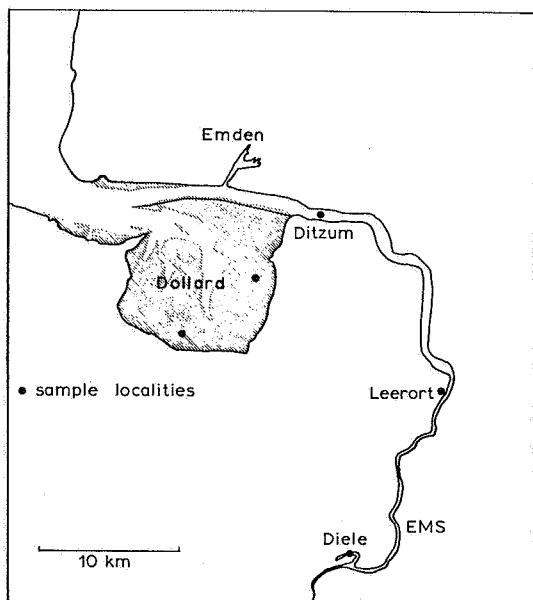 Emden
Ditzum
Dollard
• sample localities
Leerort
EMS
Diele
10 km